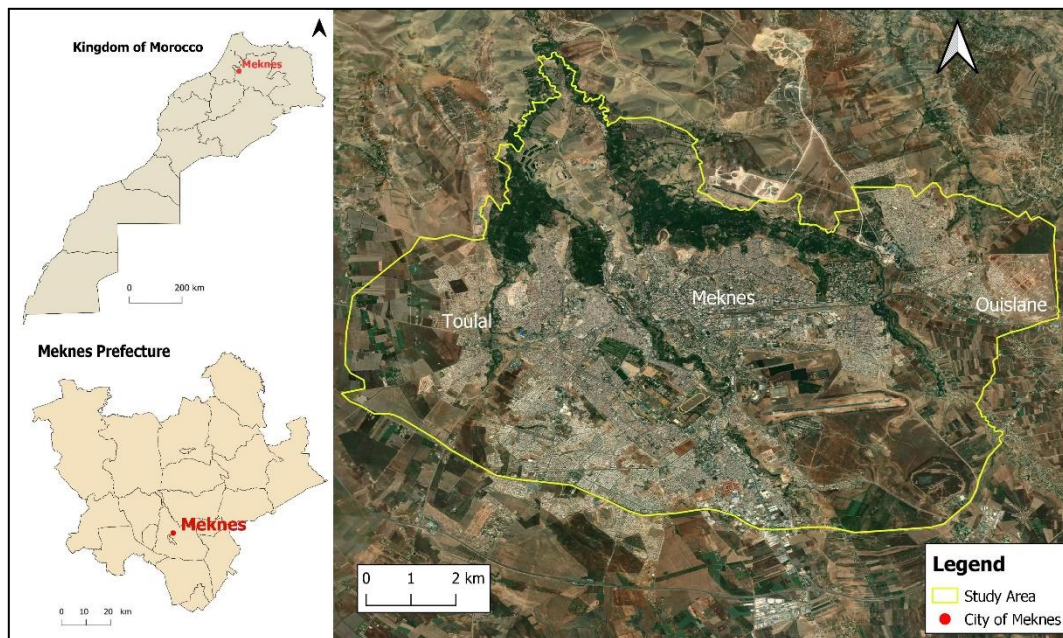 Kingdom of Morocco
Meknes
0 200 km
Meknes Prefecture
Meknes
0 10 20 km
Toulal
Meknes
Ouislane
0 1 2 km
Legend
Study Area
City of Meknes